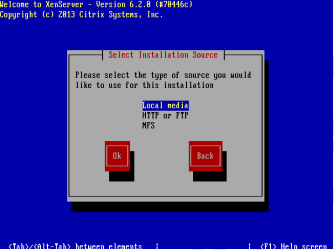 Welcome to XenServer - Version 6.2.0 (#70446c)
Copyright (c) 2013 Citrix Systems, Inc.
Select Installation Source
Please select the type of source you would
like to use for this installation
Local media
HTTP or FTP
NFS
Ok Back
<Tab>/<Alt-Tab> between elements | | <F1> Help screen